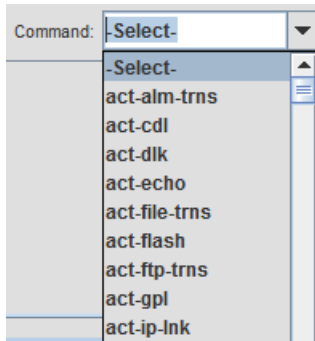 Command: -Select-
-Select-
act-alm-trns
act-cdl
act-dlk
act-echo
act-file-trns
act-flash
act-ftp-trns
act-gpl
act-ip-lnk